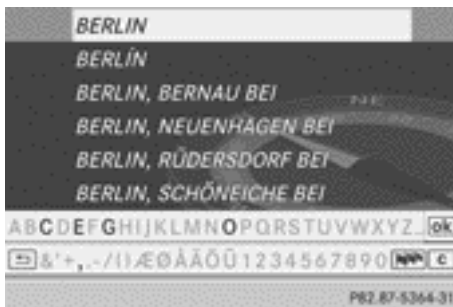 BERLIN
BERLÍN
BERLIN, BERNAU BEI
BERLIN, NEUENHAGEN BEI
BERLIN, RÜDERSDORF BEI
BERLIN, SCHÖNEICHE BEI
ABCDEFGHIJKLMNOPQRSTUVWXYZ_ ok
&'+,.-/()ÆØÅÄÖÜ1234567890 c
P82.87-5364-31